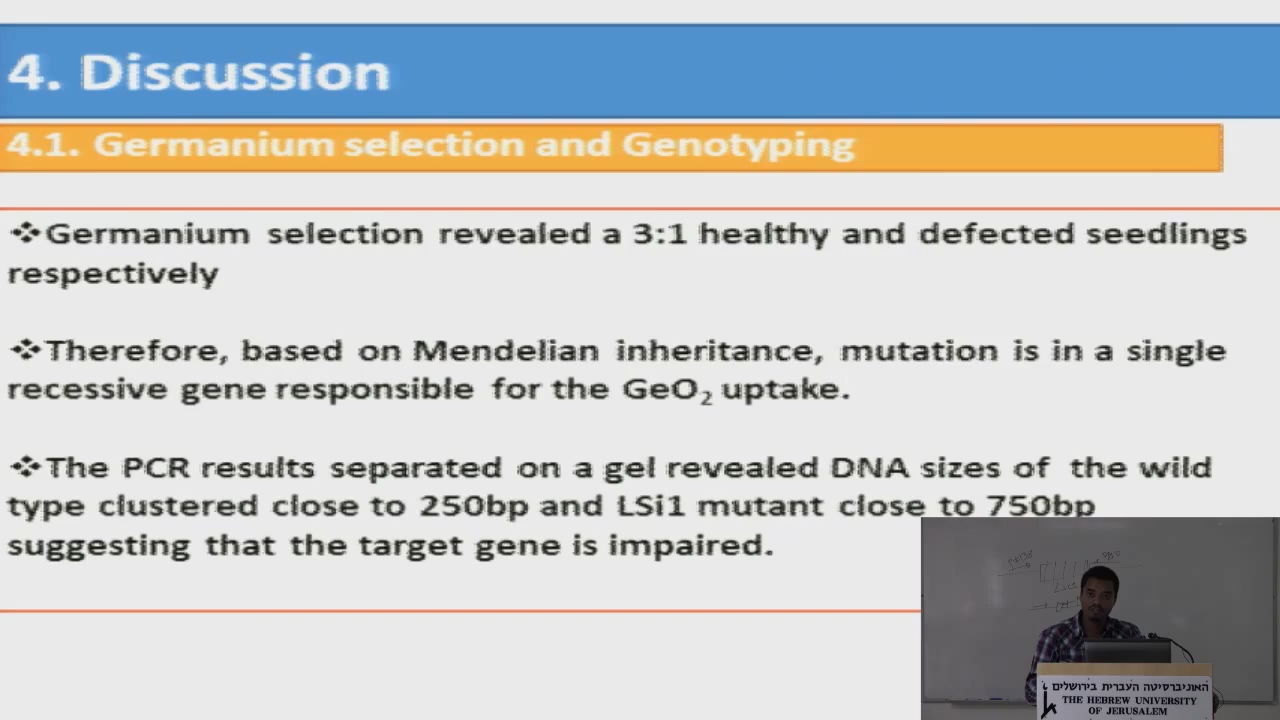 4. Discussion
4.1. Germanium selection and Genotyping
❖Germanium selection revealed a 3:1 healthy and defected seedlings
respectively
❖Therefore, based on Mendelian inheritance, mutation is in a single
recessive gene responsible for the GeO₂ uptake.
❖The PCR results separated on a gel revealed DNA sizes of the wild
type clustered close to 250bp and LSi1 mutant close to 750bp
suggesting that the target gene is impaired.
האוניברסיטה העברית בירושלים
THE HEBREW UNIVERSITY
OF JERUSALEM